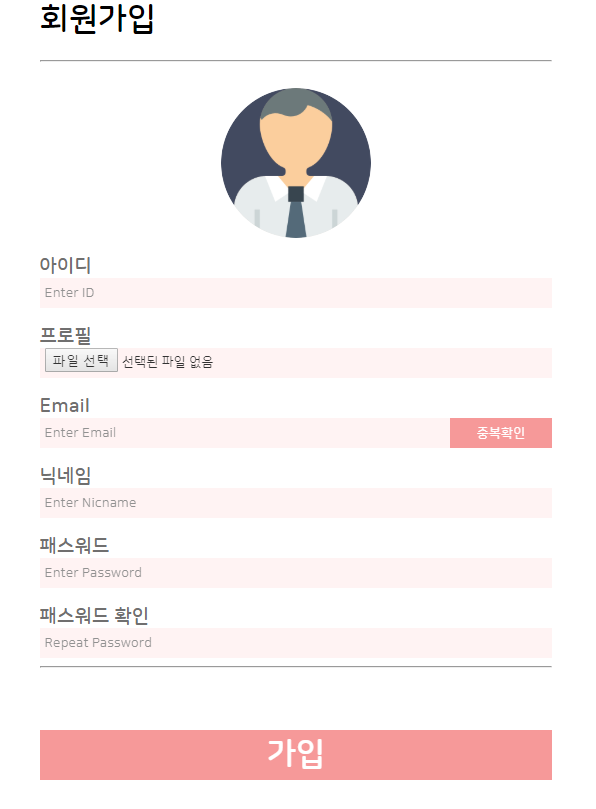 회원가입
아이디
Enter ID
프로필
파일 선택 선택된 파일 없음
Email
Enter Email 중복확인
닉네임
Enter Nicname
패스워드
Enter Password
패스워드 확인
Repeat Password
가입